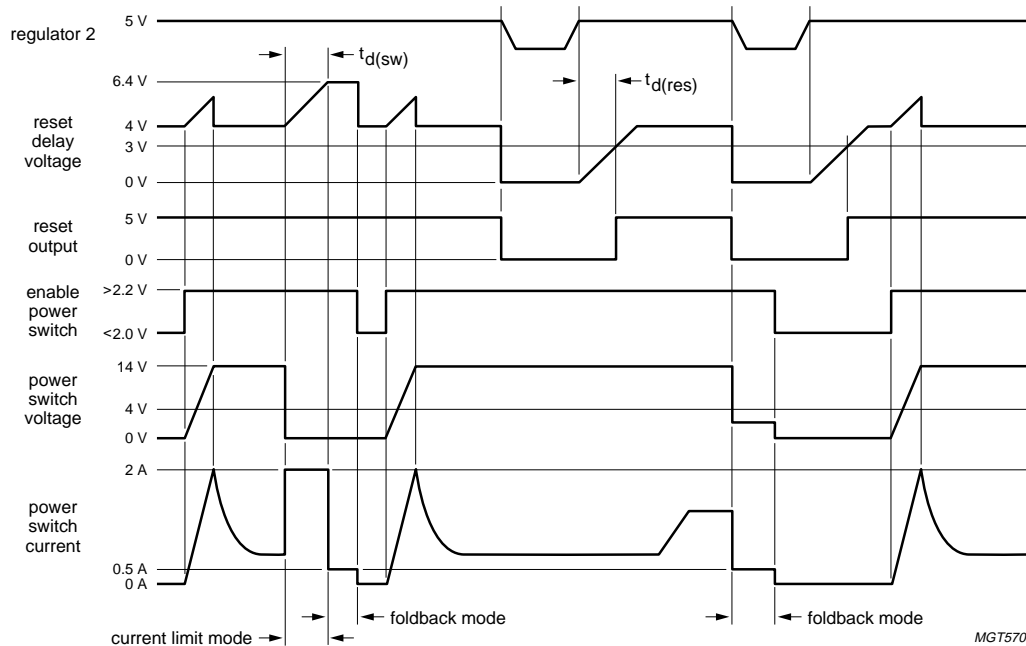 regulator 2
5 V
t d(sw)
6.4 V
t d(res)
reset
delay
voltage
4 V
3 V
0 V
reset
output
5 V
0 V
enable
power
switch
>2.2 V
<2.0 V
power
switch
voltage
14 V
4 V
0 V
power
switch
current
2 A
0.5 A
0 A
foldback mode
foldback mode
current limit mode
MGT570